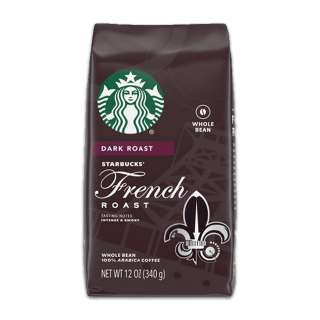 WHOLE
BEAN
DARK ROAST
STARBUCKS®
French
ROAST
TASTING NOTES
INTENSE & SMOKY
WHOLE BEAN
100% ARABICA COFFEE
NET WT 12 OZ (340 g)